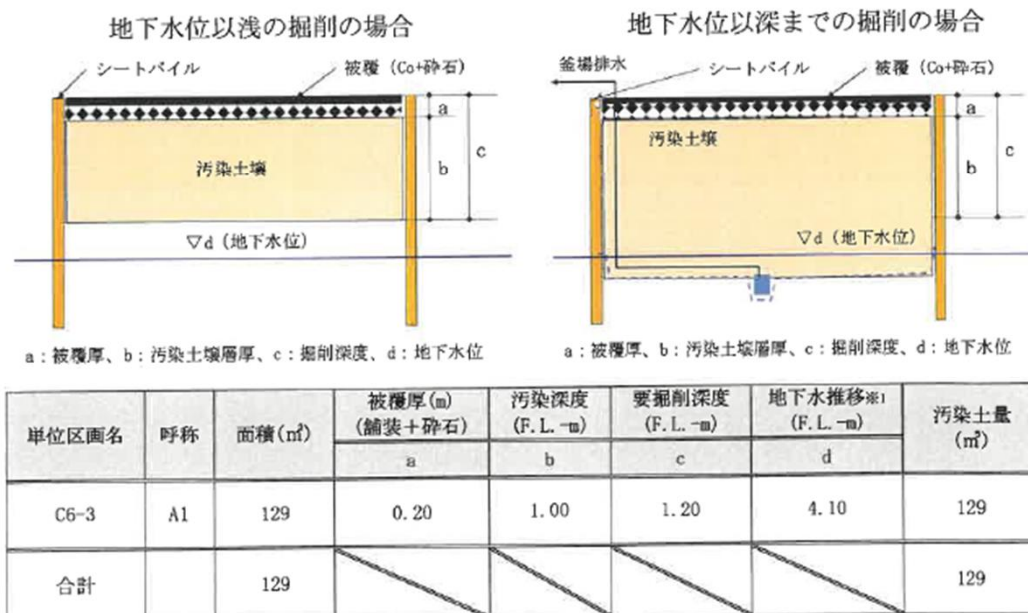 地下水位以浅の掘削の場合
シートパイル
被覆（Co+砕石）
汚染土壌
a
b
c
▽d（地下水位）
a：被覆厚、b：汚染土壌層厚、c：掘削深度、d：地下水位
地下水位以深までの掘削の場合
釜場排水
シートパイル
被覆（Co+砕石）
汚染土壌
a
b
c
▽d（地下水位）
a：被覆厚、b：汚染土壌層厚、c：掘削深度、d：地下水位
単位区画名 呼称 面積(㎡) 被覆厚(m) (舗装＋砕石) a 汚染深度 (F.L.-m) b 要掘削深度 (F.L.-m) c 地下水推移※1 (F.L.-m) d 汚染土量 (㎥)
C6-3 A1 129 0.20 1.00 1.20 4.10 129
合計 129 129